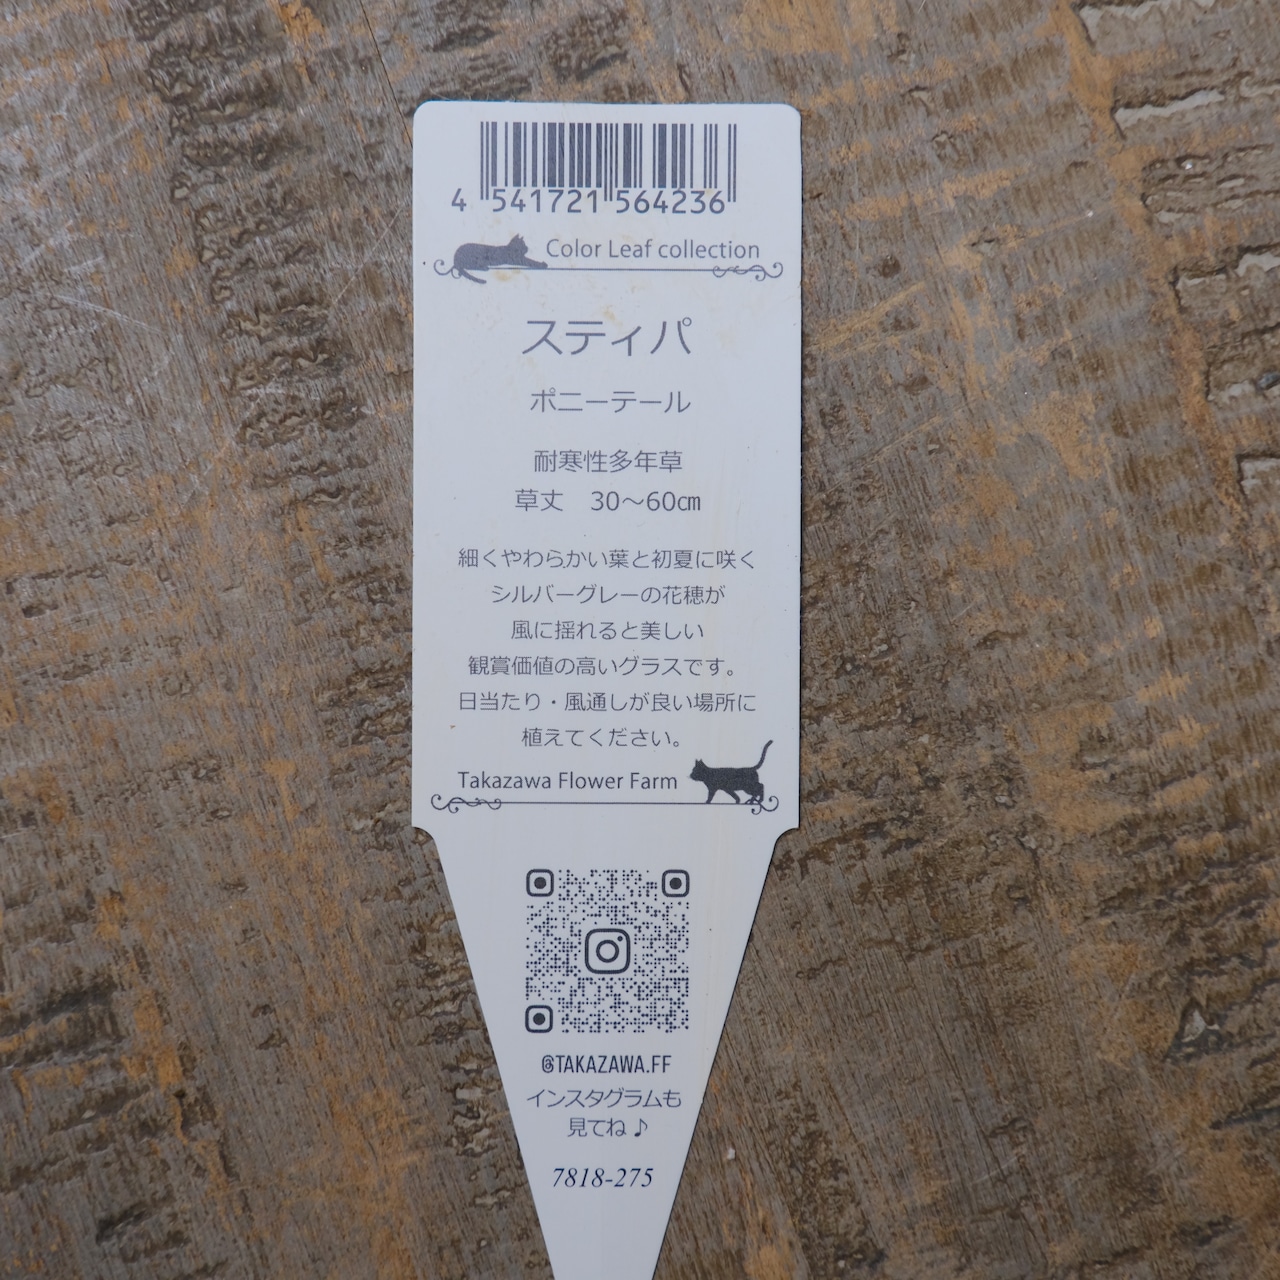 4 541721 564236
Color Leaf collection
スティパ
ポニーテール
耐寒性多年草
草丈　30～60㎝
細くやわらかい葉と初夏に咲く
シルバーグレーの花穂が
風に揺れると美しい
観賞価値の高いグラスです。
日当たり・風通しが良い場所に
植えてください。
Takazawa Flower Farm
@TAKAZAWA.FF
インスタグラムも
見てね♪
7818-275